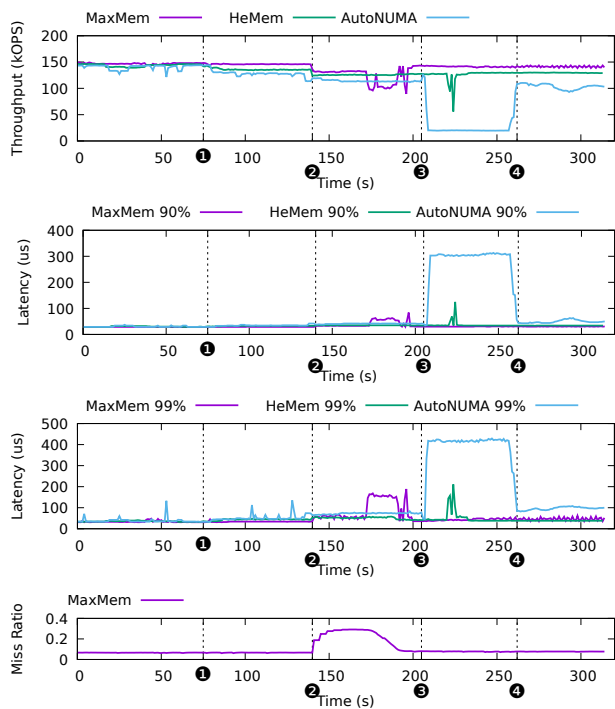 MaxMem HeMem AutoNUMA
Throughput (kOPS)
200
150
100
50
0
0 50 100 150 200 250 300
❶ ❷ ❸ ❹
Time (s)
MaxMem 90% HeMem 90% AutoNUMA 90%
Latency (us)
400
300
200
100
0
0 50 100 150 200 250 300
❶ ❷ ❸ ❹
Time (s)
MaxMem 99% HeMem 99% AutoNUMA 99%
Latency (us)
500
400
300
200
100
0
0 50 100 150 200 250 300
❶ ❷ ❸ ❹
Time (s)
MaxMem
Miss Ratio
0.4
0.2
0
0 50 100 150 200 250 300
❶ ❷ ❸ ❹
Time (s)